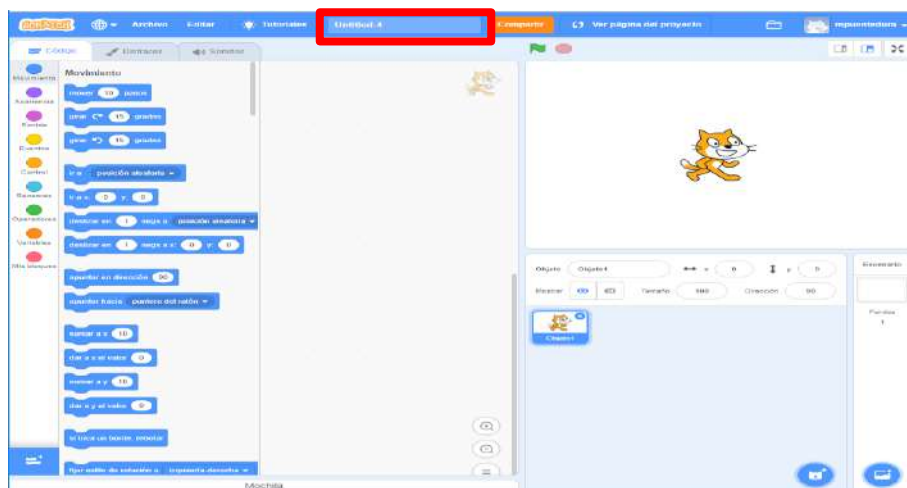 SCRATCH Archivo Editar Tutoriales Untitled-4 Compartir Ver página del proyecto mpuentedura
Código Disfraces Sonidos
Movimiento
Movimiento
mover 10 pasos
Apariencia
girar 15 grados
Sonido
girar 15 grados
Eventos
Control
ir a posición aleatoria
Sensores
ir a x: 0 y: 0
Operadores
deslizar en 1 segs a posición aleatoria
Variables
deslizar en 1 segs a x: 0 y: 0
Mis bloques
apuntar en dirección 90
apuntar hacia puntero del ratón
sumar a x 10
dar a x el valor 0
sumar a y 10
dar a y el valor 0
si toca un borde, rebotar
fijar estilo de rotación a izquierda-derecha
Mochila
Objeto Objeto1 x 0 y 0
Mostrar Tamaño 100 Dirección 90
Objeto1
Escenario
Fondos
1